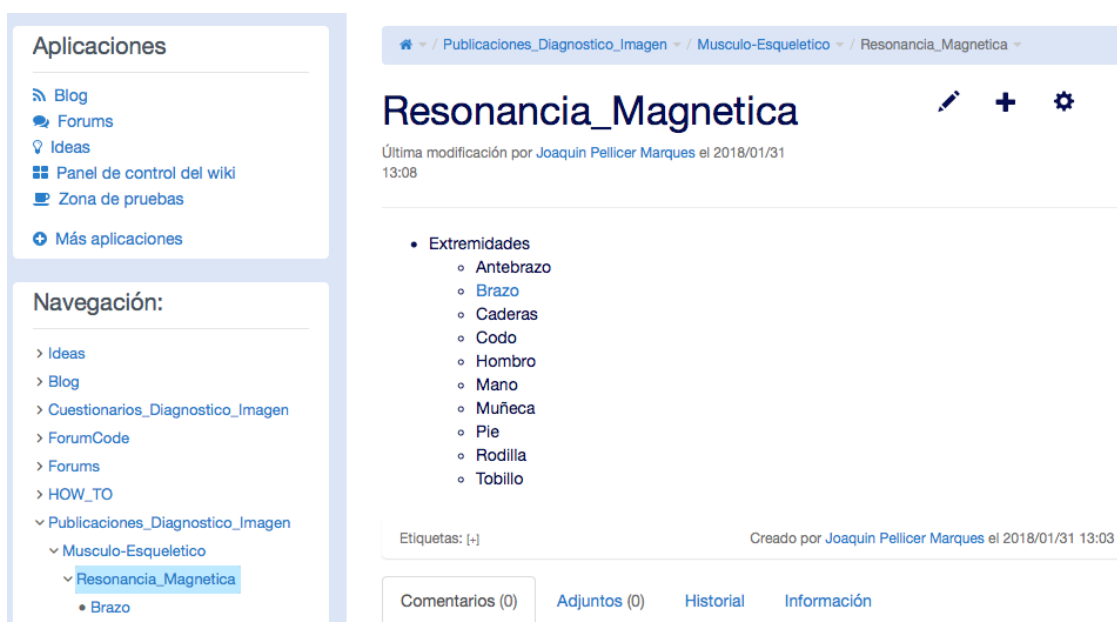 Aplicaciones
Blog
Forums
Ideas
Panel de control del wiki
Zona de pruebas
Más aplicaciones
Navegación:
Ideas
Blog
Cuestionarios_Diagnostico_Imagen
ForumCode
Forums
HOW_TO
Publicaciones_Diagnostico_Imagen
Musculo-Esqueletico
Resonancia_Magnetica
Brazo
/ Publicaciones_Diagnostico_Imagen / Musculo-Esqueletico / Resonancia_Magnetica
Resonancia_Magnetica
Última modificación por Joaquin Pellicer Marques el 2018/01/31
13:08
Extremidades
Antebrazo
Brazo
Caderas
Codo
Hombro
Mano
Muñeca
Pie
Rodilla
Tobillo
Etiquetas: [+] Creado por Joaquin Pellicer Marques el 2018/01/31 13:03
Comentarios (0) Adjuntos (0) Historial Información